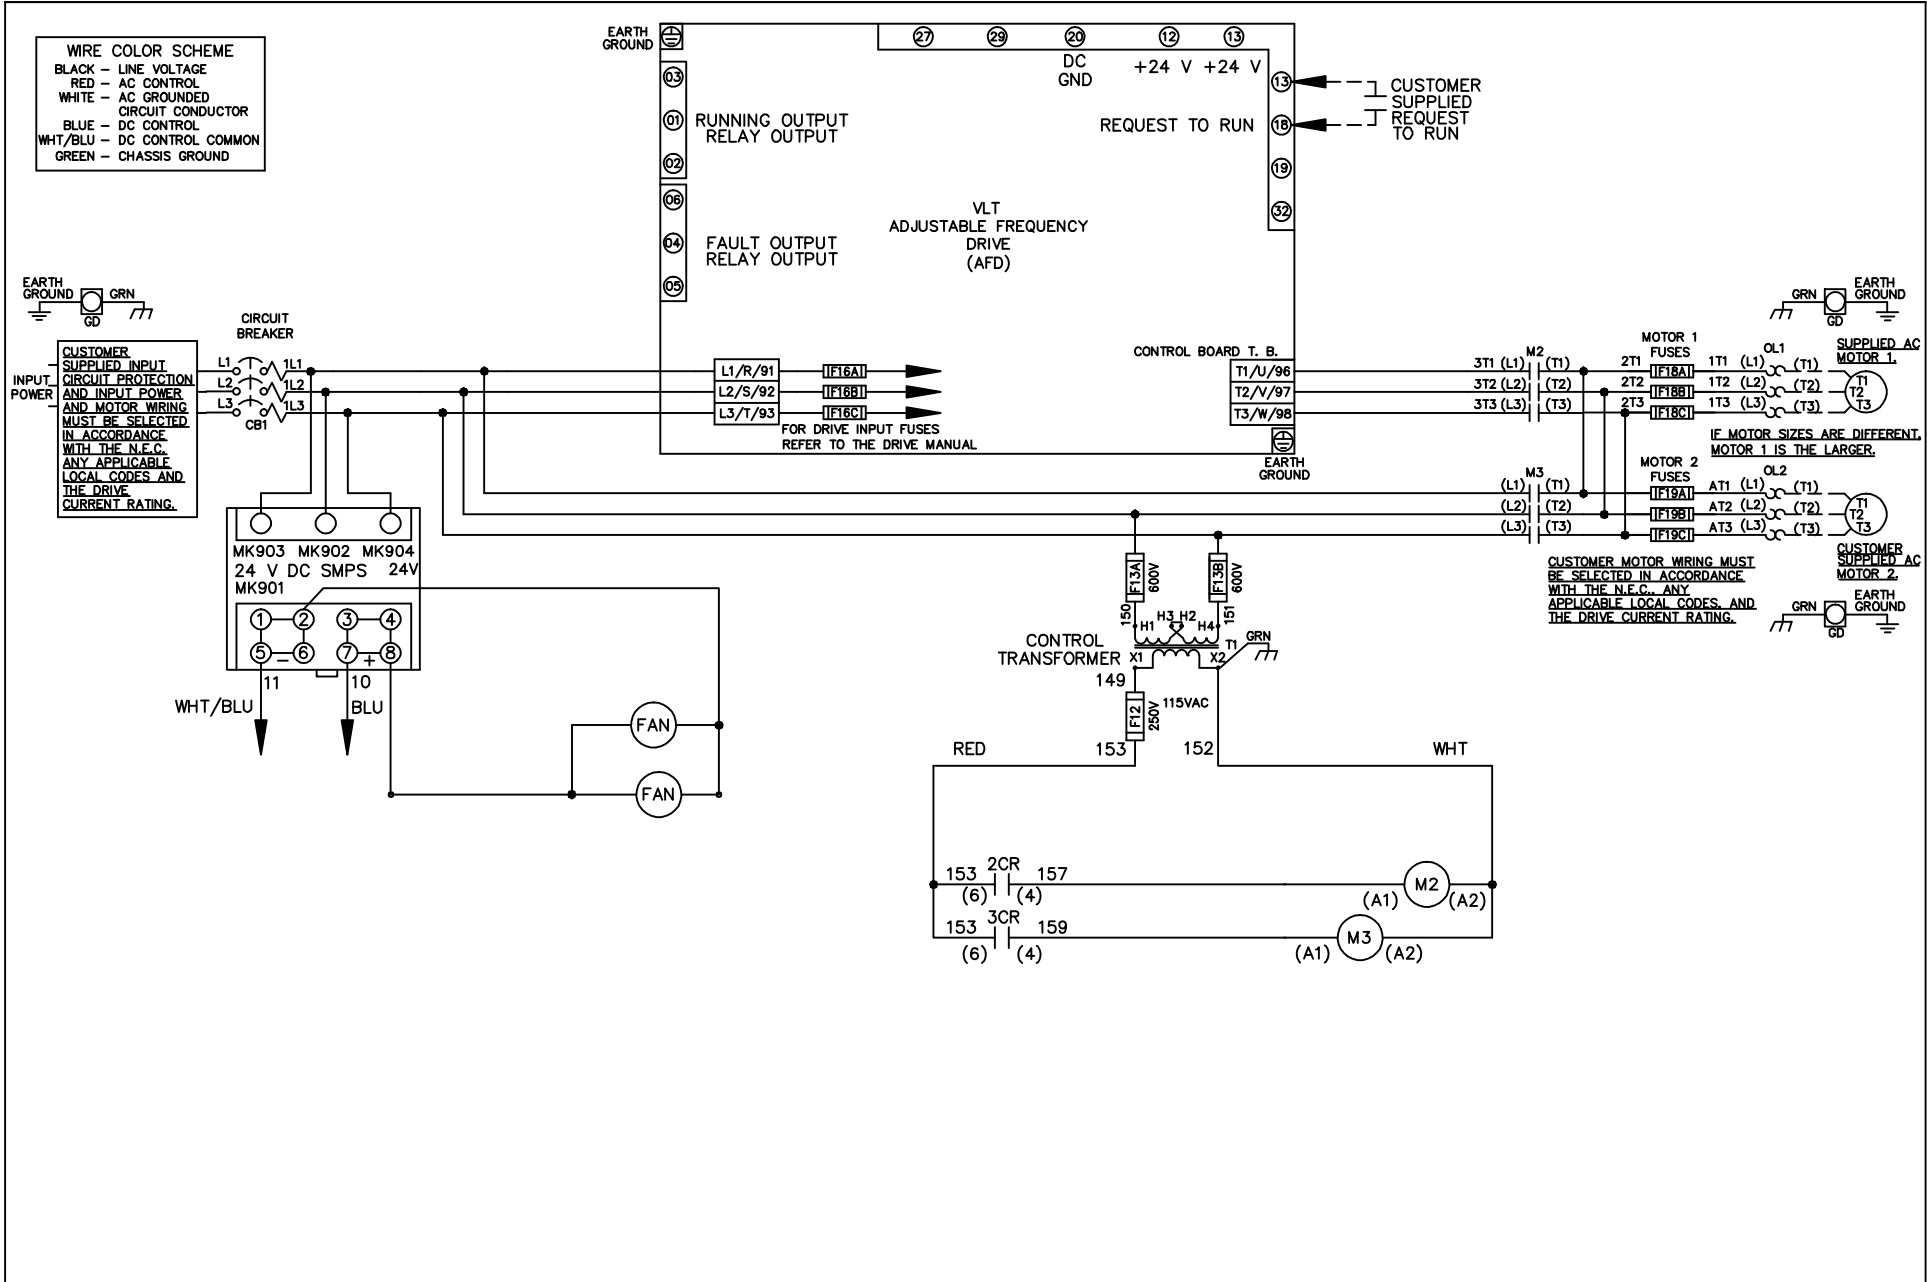 WIRE COLOR SCHEME
BLACK – LINE VOLTAGE
RED – AC CONTROL
WHITE – AC GROUNDED
CIRCUIT CONDUCTOR
BLUE – DC CONTROL
WHT/BLU – DC CONTROL COMMON
GREEN – CHASSIS GROUND
EARTH
GROUND
03
01
02
06
04
05
RUNNING OUTPUT
RELAY OUTPUT
FAULT OUTPUT
RELAY OUTPUT
27
29
20
12
13
DC
GND
+24 V +24 V
13
18
19
32
REQUEST TO RUN
CUSTOMER
SUPPLIED
REQUEST
TO RUN
VLT
ADJUSTABLE FREQUENCY
DRIVE
(AFD)
EARTH
GROUND
GRN
GD
INPUT
POWER
CUSTOMER
SUPPLIED INPUT
CIRCUIT PROTECTION
AND INPUT POWER
AND MOTOR WIRING
MUST BE SELECTED
IN ACCORDANCE
WITH THE N.E.C.
ANY APPLICABLE
LOCAL CODES AND
THE DRIVE
CURRENT RATING.
CIRCUIT
BREAKER
L1 1L1
L2 1L2
L3 1L3
CB1
L1/R/91 F16A
L2/S/92 F16B
L3/T/93 F16C
FOR DRIVE INPUT FUSES
REFER TO THE DRIVE MANUAL
CONTROL BOARD T. B.
T1/U/96
T2/V/97
T3/W/98
EARTH
GROUND
M2
3T1 (L1) (T1)
3T2 (L2) (T2)
3T3 (L3) (T3)
MOTOR 1
FUSES
2T1 F18A 1T1 (L1)
2T2 F18B 1T2 (L2)
2T3 F18C 1T3 (L3)
OL1
(T1)
(T2)
(T3)
T1
T2
T3
GRN
GD
EARTH
GROUND
SUPPLIED AC
MOTOR 1.
IF MOTOR SIZES ARE DIFFERENT,
MOTOR 1 IS THE LARGER.
M3
(L1) (T1)
(L2) (T2)
(L3) (T3)
MOTOR 2
FUSES
F19A AT1 (L1)
F19B AT2 (L2)
F19C AT3 (L3)
OL2
(T1)
(T2)
(T3)
T1
T2
T3
CUSTOMER
SUPPLIED AC
MOTOR 2.
CUSTOMER MOTOR WIRING MUST
BE SELECTED IN ACCORDANCE
WITH THE N.E.C., ANY
APPLICABLE LOCAL CODES, AND
THE DRIVE CURRENT RATING.
GRN
GD
EARTH
GROUND
MK903 MK902 MK904
24 V DC SMPS 24V
MK901
1 2 3 4
5 – 6 7 + 8
11
10
WHT/BLU
BLU
FAN
FAN
F13A
600V
F13B
600V
150
151
H1 H3 H2 H4
CONTROL
TRANSFORMER
X1 X2
T1
GRN
149
F12
250V
115VAC
RED
153
152
WHT
153 2CR 157
(6) (4)
M2
(A1) (A2)
153 3CR 159
(6) (4)
M3
(A1) (A2)